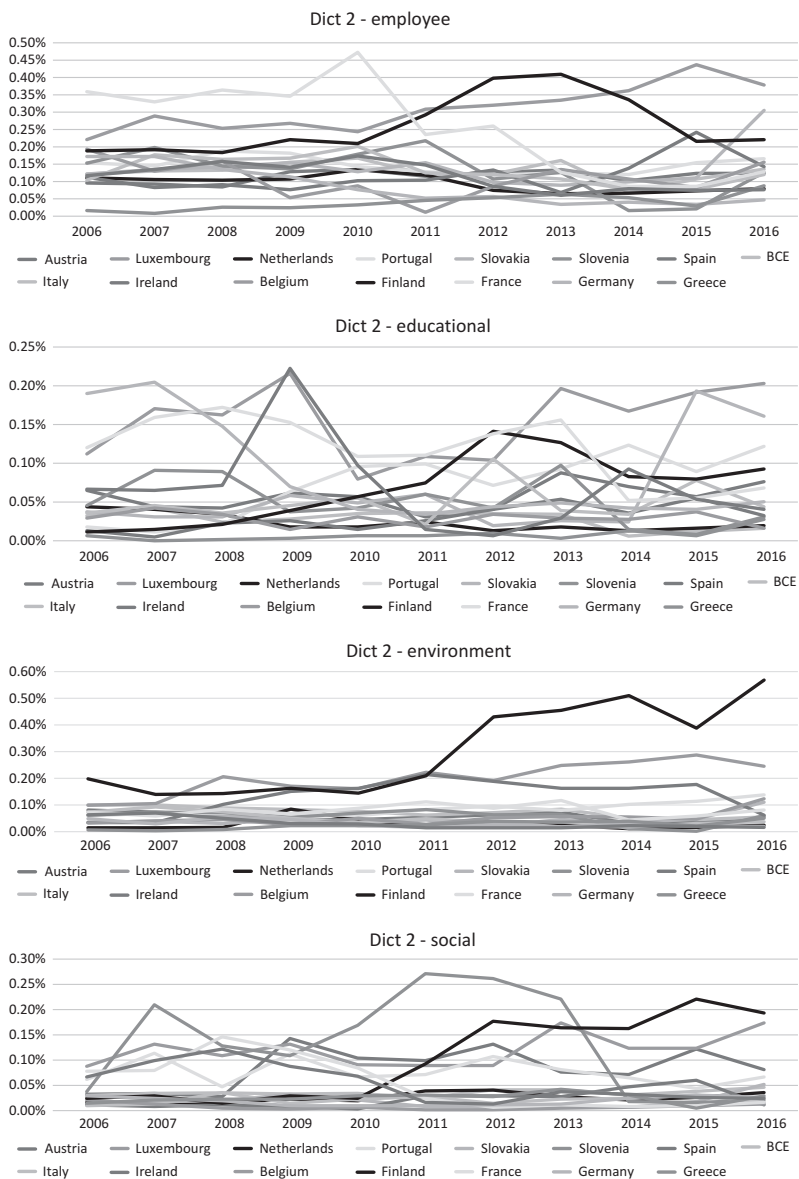 Dict 2 - employee
0.50%
0.45%
0.40%
0.35%
0.30%
0.25%
0.20%
0.15%
0.10%
0.05%
0.00%
2006 2007 2008 2009 2010 2011 2012 2013 2014 2015 2016
Austria Luxembourg Netherlands Portugal Slovakia Slovenia Spain BCE
Italy Ireland Belgium Finland France Germany Greece
Dict 2 - educational
0.25%
0.20%
0.15%
0.10%
0.05%
0.00%
2006 2007 2008 2009 2010 2011 2012 2013 2014 2015 2016
Austria Luxembourg Netherlands Portugal Slovakia Slovenia Spain BCE
Italy Ireland Belgium Finland France Germany Greece
Dict 2 - environment
0.60%
0.50%
0.40%
0.30%
0.20%
0.10%
0.00%
2006 2007 2008 2009 2010 2011 2012 2013 2014 2015 2016
Austria Luxembourg Netherlands Portugal Slovakia Slovenia Spain BCE
Italy Ireland Belgium Finland France Germany Greece
Dict 2 - social
0.30%
0.25%
0.20%
0.15%
0.10%
0.05%
0.00%
2006 2007 2008 2009 2010 2011 2012 2013 2014 2015 2016
Austria Luxembourg Netherlands Portugal Slovakia Slovenia Spain BCE
Italy Ireland Belgium Finland France Germany Greece